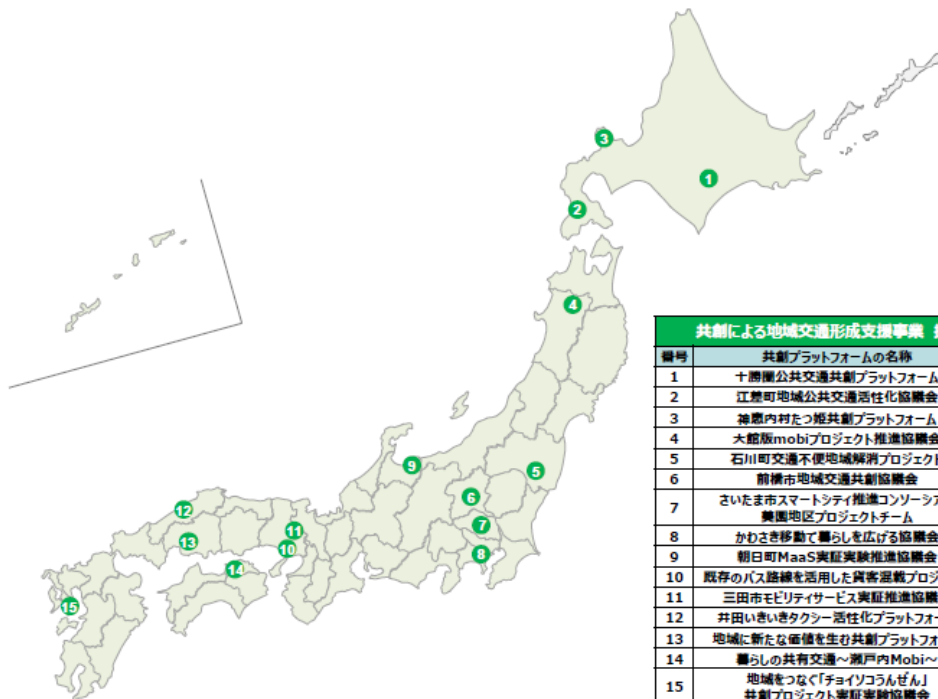 3
1
2
4
5
9
6
7
8
12
13
11
10
14
15
共創による地域交通形成支援事業
番号 共創プラットフォームの名称
1 十勝圏公共交通共創プラットフォーム
2 江差町地域公共交通活性化協議会
3 神恵内村たつ姫共創プラットフォーム
4 大館版mobiプロジェクト推進協議会
5 石川町交通不便地域解消プロジェクト
6 前橋市地域交通共創協議会
7 さいたま市スマートシティ推進コンソーシア
美園地区プロジェクトチーム
8 かわさき移動で暮らしを広げる協議会
9 朝日町MaaS実証実験推進協議会
10 既存のバス路線を活用した貨客混載プロジ
11 三田市モビリティサービス実証推進協議
12 井田いきいきタクシー活性化プラットフォー
13 地域に新たな価値を生む共創プラットフォ
14 暮らしの共有交通～瀬戸内Mobi～
15 地域をつなぐ「チョイソコうんぜん」
共創プロジェクト実証実験協議会